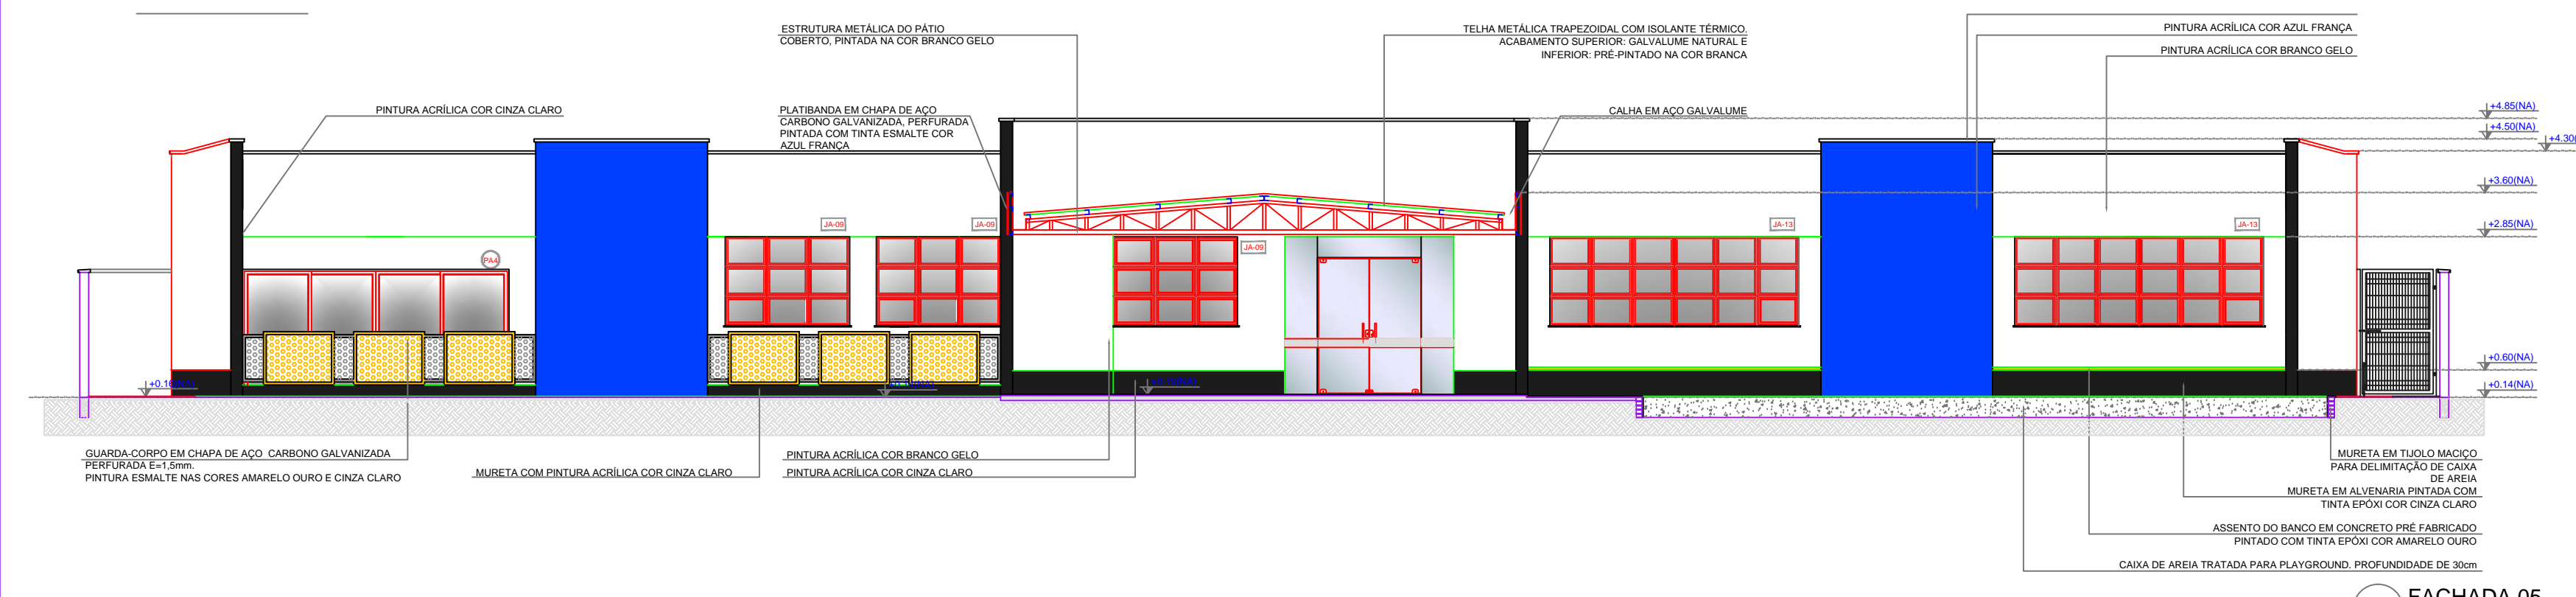 ESTRUTURA METÁLICA DO PÁTIO
COBERTO, PINTADA NA COR BRANCO GELO
TELHA METÁLICA TRAPEZOIDAL COM ISOLANTE TÉRMICO.
ACABAMENTO SUPERIOR: GALVALUME NATURAL E
INFERIOR: PRÉ-PINTADO NA COR BRANCA
PINTURA ACRÍLICA COR AZUL FRANÇA
PINTURA ACRÍLICA COR BRANCO GELO
PINTURA ACRÍLICA COR CINZA CLARO
PLATIBANDA EM CHAPA DE AÇO
CARBONO GALVANIZADA, PERFURADA
PINTADA COM TINTA ESMALTE COR
AZUL FRANÇA
CALHA EM AÇO GALVALUME
+4.85(NA)
+4.50(NA)
+4.30(
+3.60(NA)
+2.85(NA)
JA-09
JA-09
JA-09
JA-13
JA-13
PA4
+0.60(NA)
+0.14(NA)
GUARDA-CORPO EM CHAPA DE AÇO CARBONO GALVANIZADA
PERFURADA E=1,5mm.
PINTURA ESMALTE NAS CORES AMARELO OURO E CINZA CLARO
MURETA COM PINTURA ACRÍLICA COR CINZA CLARO
PINTURA ACRÍLICA COR BRANCO GELO
PINTURA ACRÍLICA COR CINZA CLARO
MURETA EM TIJOLO MACIÇO
PARA DELIMITAÇÃO DE CAIXA
DE AREIA
MURETA EM ALVENARIA PINTADA COM
TINTA EPÓXI COR CINZA CLARO
ASSENTO DO BANCO EM CONCRETO PRÉ FABRICADO
PINTADO COM TINTA EPÓXI COR AMARELO OURO
CAIXA DE AREIA TRATADA PARA PLAYGROUND. PROFUNDIDADE DE 30cm
FACHADA 05